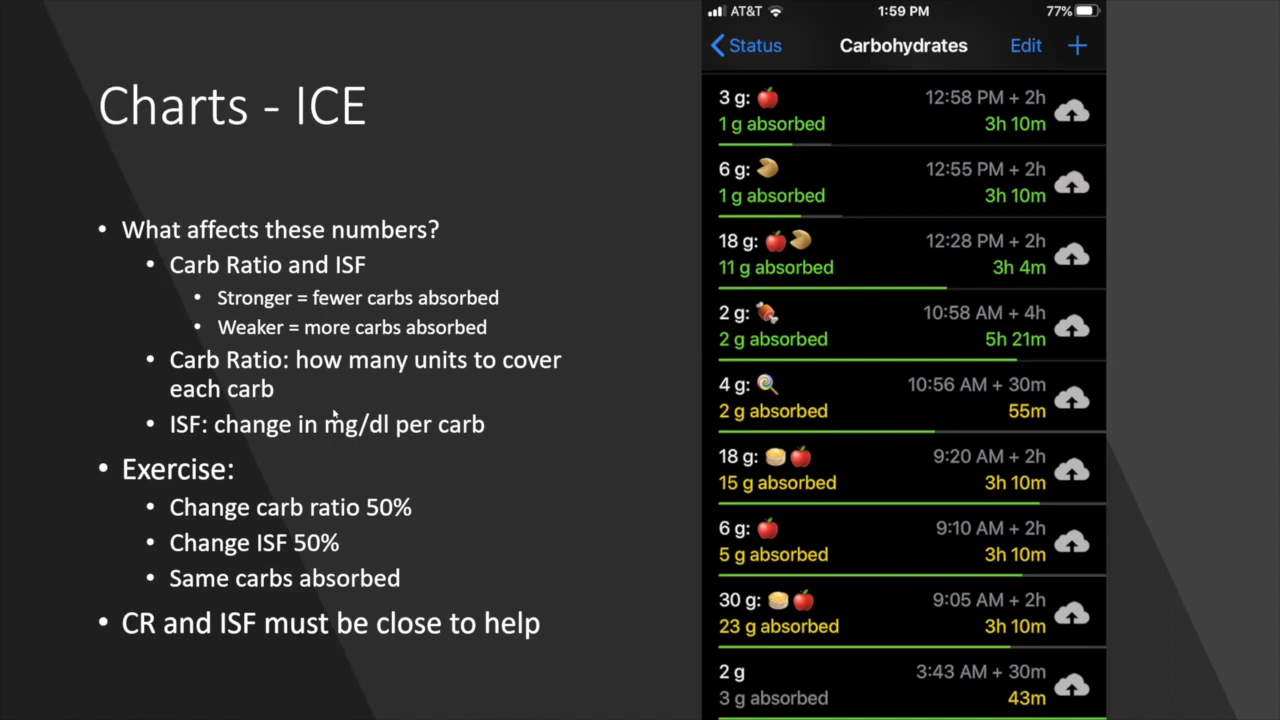 Charts - ICE
What affects these numbers?
Carb Ratio and ISF
Stronger = fewer carbs absorbed
Weaker = more carbs absorbed
Carb Ratio: how many units to cover
each carb
ISF: change in mg/dl per carb
Exercise:
Change carb ratio 50%
Change ISF 50%
Same carbs absorbed
CR and ISF must be close to help
AT&T 1:59 PM 77%
Status Carbohydrates Edit +
3 g: 12:58 PM + 2h
1 g absorbed 3h 10m
6 g: 12:55 PM + 2h
1 g absorbed 3h 10m
18 g: 12:28 PM + 2h
11 g absorbed 3h 4m
2 g: 10:58 AM + 4h
2 g absorbed 5h 21m
4 g: 10:56 AM + 30m
2 g absorbed 55m
18 g: 9:20 AM + 2h
15 g absorbed 3h 10m
6 g: 9:10 AM + 2h
5 g absorbed 3h 10m
30 g: 9:05 AM + 2h
23 g absorbed 3h 10m
2 g 3:43 AM + 30m
3 g absorbed 43m